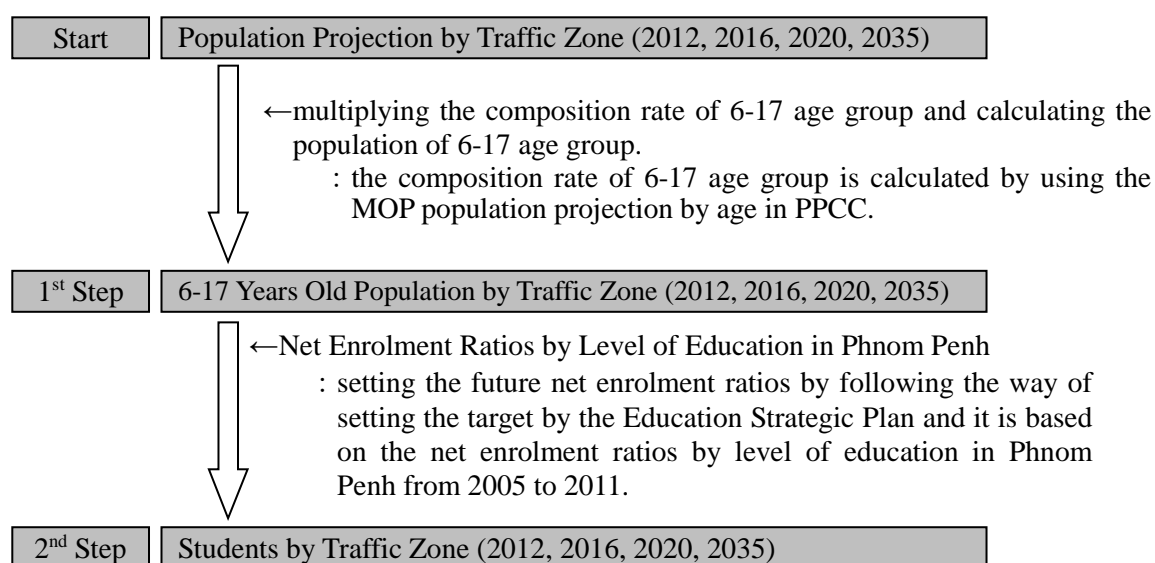 Start
Population Projection by Traffic Zone (2012, 2016, 2020, 2035)
←multiplying the composition rate of 6-17 age group and calculating the
population of 6-17 age group.
: the composition rate of 6-17 age group is calculated by using the
MOP population projection by age in PPCC.
1st Step
6-17 Years Old Population by Traffic Zone (2012, 2016, 2020, 2035)
←Net Enrolment Ratios by Level of Education in Phnom Penh
: setting the future net enrolment ratios by following the way of
setting the target by the Education Strategic Plan and it is based
on the net enrolment ratios by level of education in Phnom
Penh from 2005 to 2011.
2nd Step
Students by Traffic Zone (2012, 2016, 2020, 2035)